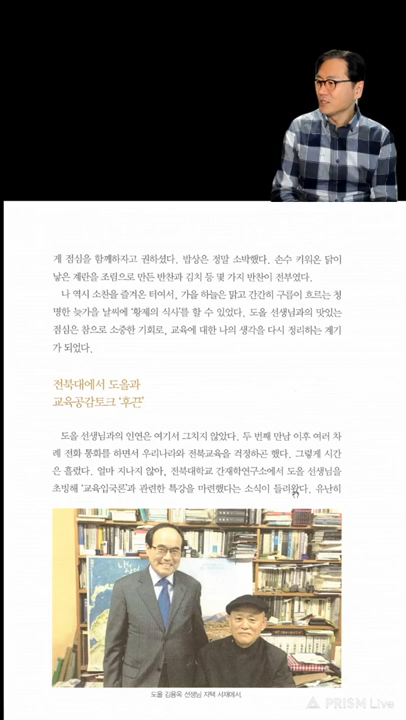 게 점심을 함께하자고 권하셨다. 밥상은 정말 소박했다. 손수 키워온 닭이
낳은 계란을 조림으로 만든 반찬과 김치 등 몇 가지 반찬이 전부였다.
나 역시 소찬을 즐겨온 터여서, 가을 하늘은 맑고 간간히 구름이 흐르는 청
명한 늦가을 날씨에 ‘황제의 식사’를 할 수 있었다. 도올 선생님과의 맛있는
점심은 참으로 소중한 기회로, 교육에 대한 나의 생각을 다시 정리하는 계기
가 되었다.
전북대에서 도올과
교육공감토크 ‘후끈’
도올 선생님과의 인연은 여기서 그치지 않았다. 두 번째 만남 이후 여러 차
례 전화 통화를 하면서 우리나라와 전북교육을 걱정하곤 했다. 그렇게 시간
은 흘렀다. 얼마 지나지 않아, 전북대학교 간재학연구소에서 도올 선생님을
초빙해 ‘교육입국론’과 관련한 특강을 마련했다는 소식이 들려왔다. 유난히
도올 김용옥 선생님 자택 서재에서.
PRISM Live